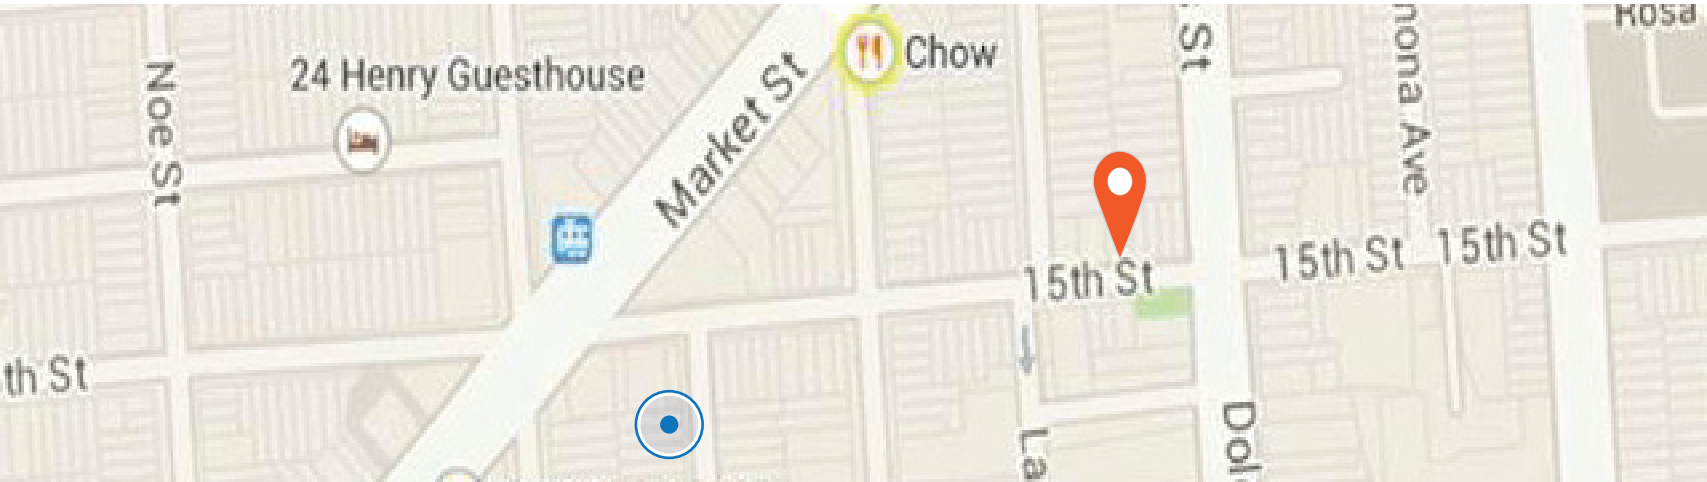 Rosa
Chow
St
24 Henry Guesthouse
Market St
Noe St
nona Ave
15th St
15th St
15th St
th St
La
Dol